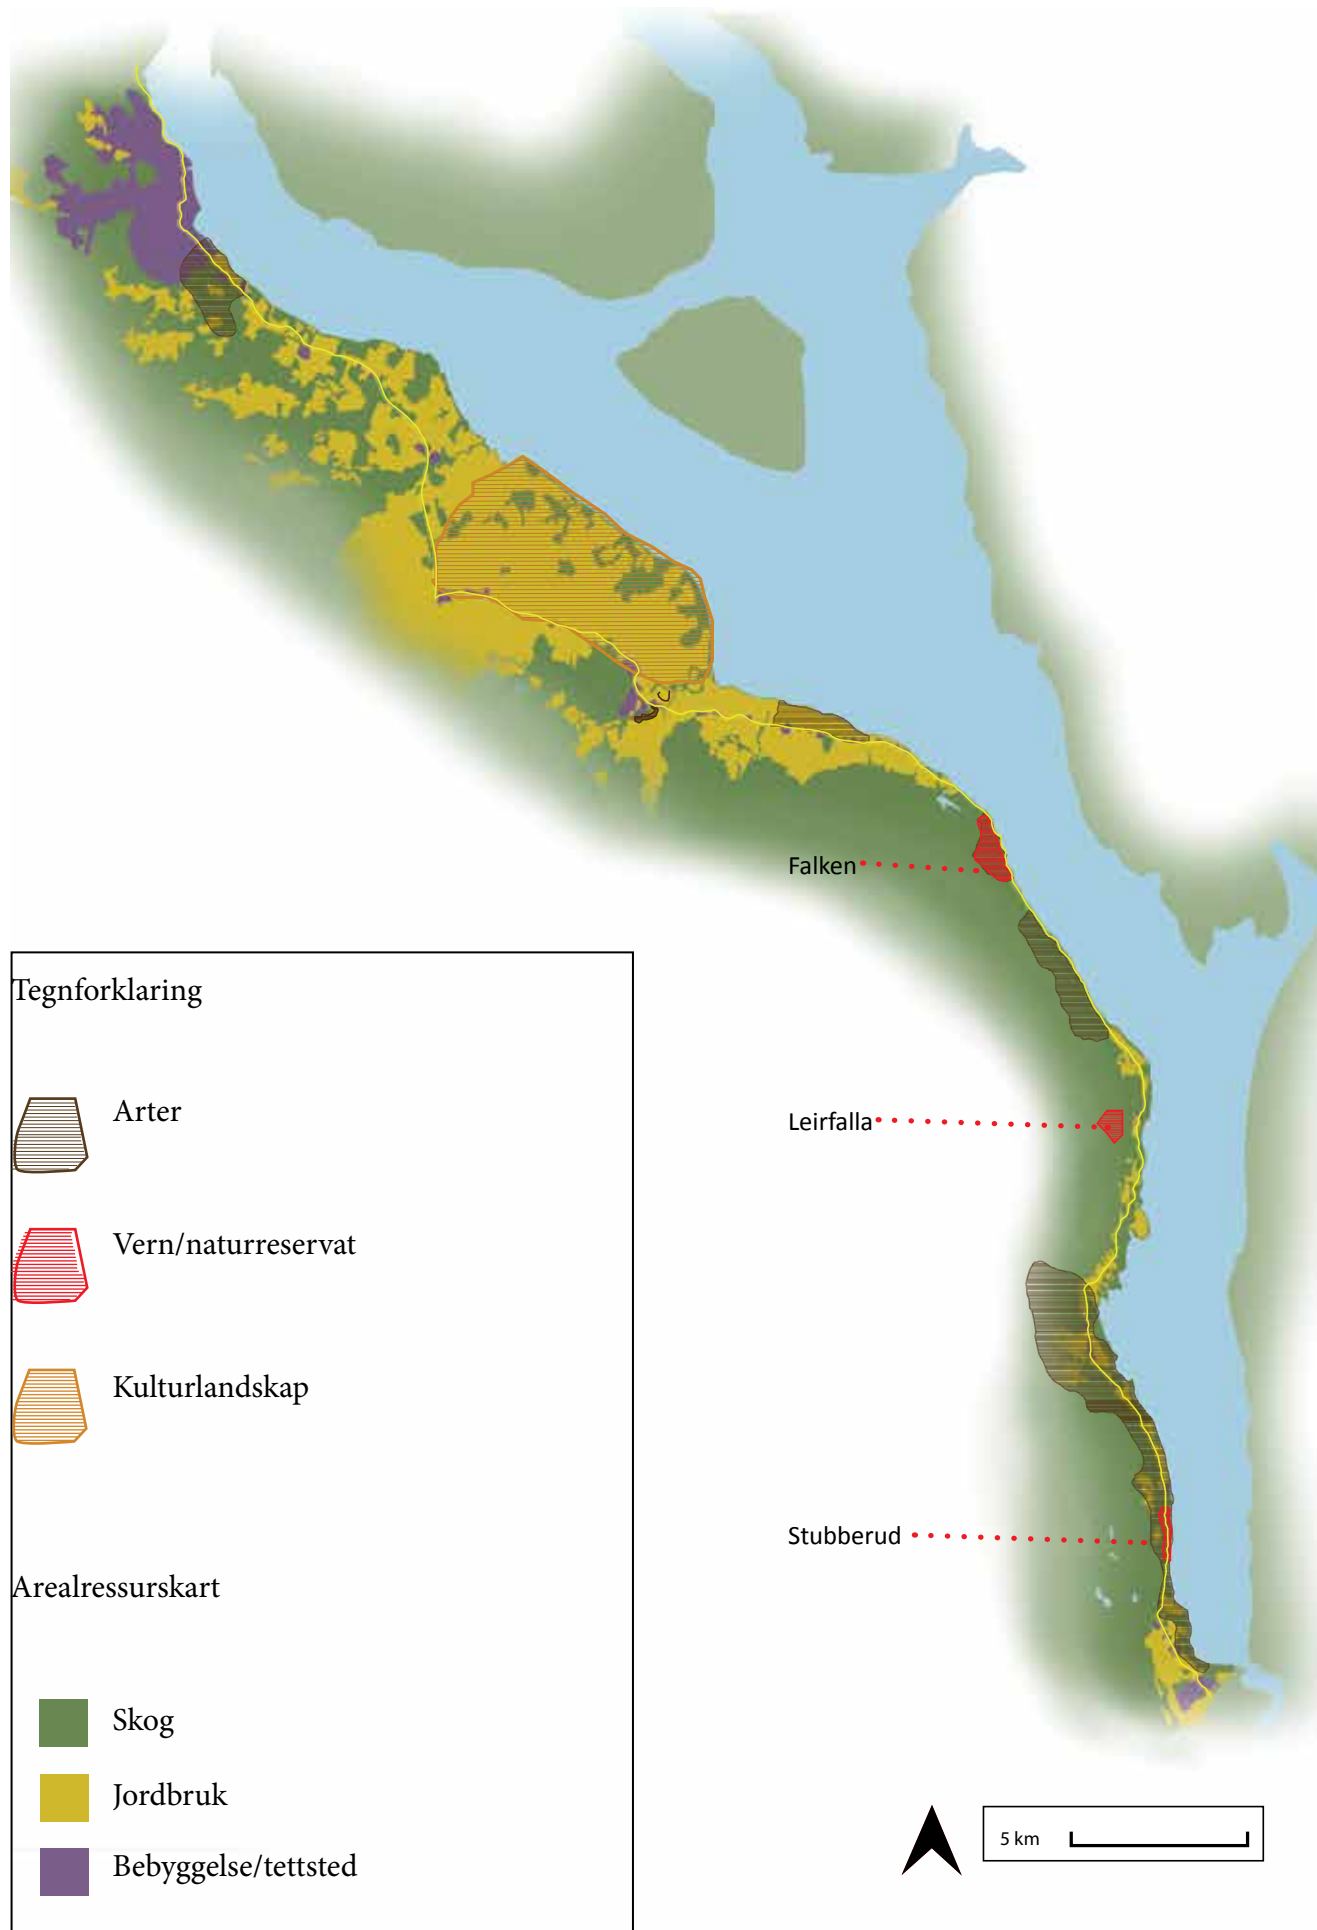 Falken
Leirfalla
Stubberud
Tegnforklaring
Arter
Vern/naturreservat
Kulturlandskap
Arealressurskart
Skog
Jordbruk
Bebyggelse/tettsted
5 km